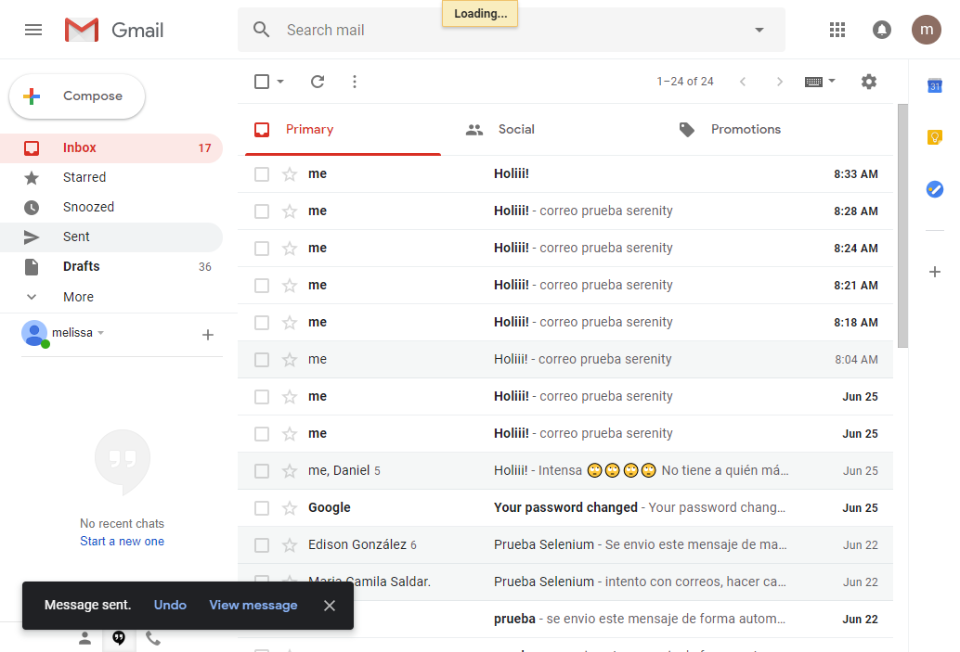 Loading...
Gmail
Search mail
m
Compose
1–24 of 24
31
Primary
Social
Promotions
Inbox 17
Starred
Snoozed
Sent
Drafts 36
More
melissa
No recent chats
Start a new one
me Holiii! 8:33 AM
me Holiii! - correo prueba serenity 8:28 AM
me Holiii! - correo prueba serenity 8:24 AM
me Holiii! - correo prueba serenity 8:21 AM
me Holiii! - correo prueba serenity 8:18 AM
me Holiii! - correo prueba serenity 8:04 AM
me Holiii! - correo prueba serenity Jun 25
me Holiii! - correo prueba serenity Jun 25
me, Daniel 5 Holiii! - Intensa 🙄🙄🙄🙄 No tiene a quién má… Jun 25
Google Your password changed - Your password chang… Jun 25
Edison González 6 Prueba Selenium - Se envio este mensaje de ma… Jun 22
Maria Camila Saldar. Prueba Selenium - intento con correos, hacer ca… Jun 22
prueba - se envio este mensaje de forma autom… Jun 22
Message sent. Undo View message